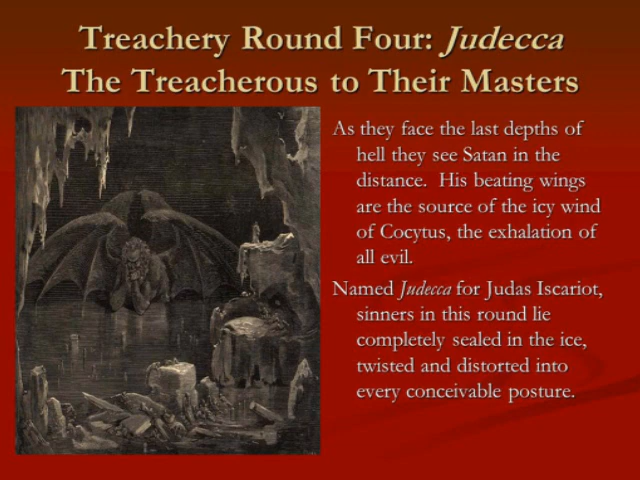 Treachery Round Four: Judecca
The Treacherous to Their Masters
As they face the last depths of
hell they see Satan in the
distance. His beating wings
are the source of the icy wind
of Cocytus, the exhalation of
all evil.
Named Judecca for Judas Iscariot,
sinners in this round lie
completely sealed in the ice,
twisted and distorted into
every conceivable posture.